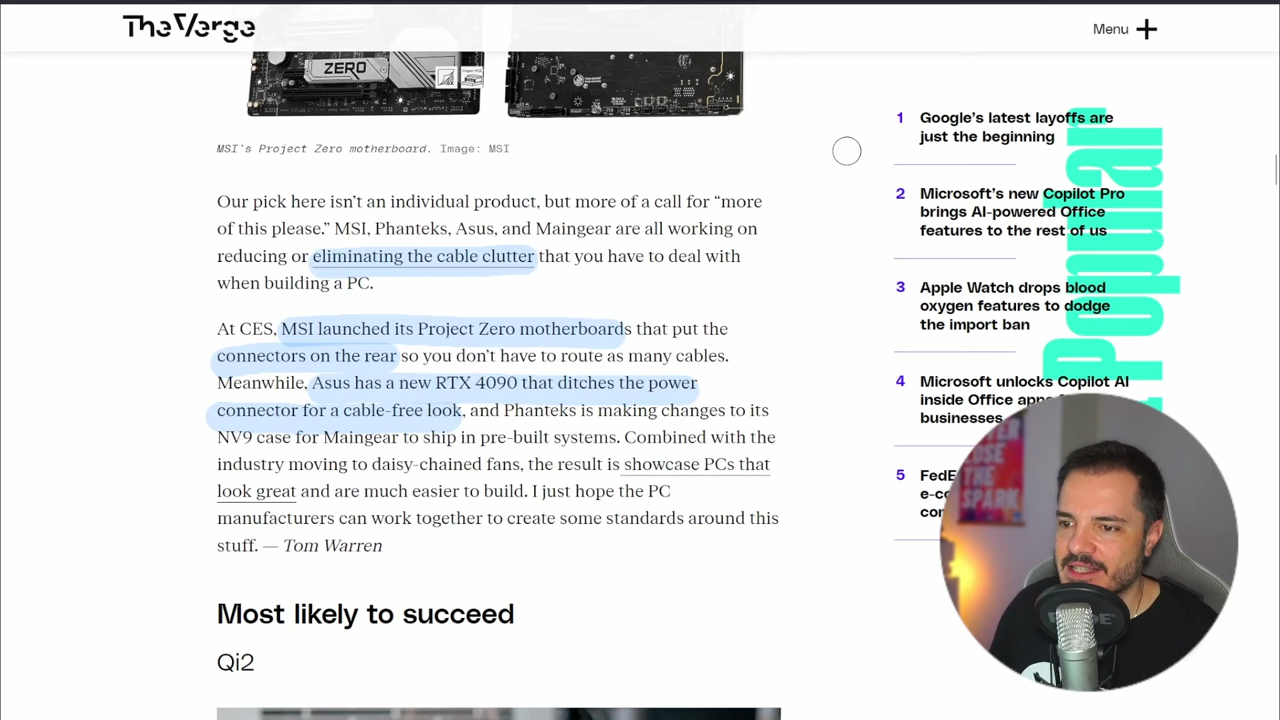 The Verge
Menu
ZERO
MSI's Project Zero motherboard. Image: MSI
Our pick here isn't an individual product, but more of a call for “more
of this please.” MSI, Phanteks, Asus, and Maingear are all working on
reducing or eliminating the cable clutter that you have to deal with
when building a PC.
At CES, MSI launched its Project Zero motherboards that put the
connectors on the rear so you don't have to route as many cables.
Meanwhile, Asus has a new RTX 4090 that ditches the power
connector for a cable-free look, and Phanteks is making changes to its
NV9 case for Maingear to ship in pre-built systems. Combined with the
industry moving to daisy-chained fans, the result is showcase PCs that
look great and are much easier to build. I just hope the PC
manufacturers can work together to create some standards around this
stuff. — Tom Warren
Most likely to succeed
Qi2
1 Google's latest layoffs are
just the beginning
2 Microsoft's new Copilot Pro
brings AI-powered Office
features to the rest of us
3 Apple Watch drops blood
oxygen features to dodge
the import ban
4 Microsoft unlocks Copilot AI
inside Office
businesses
5
Popular
LOSE
THE
SPARK